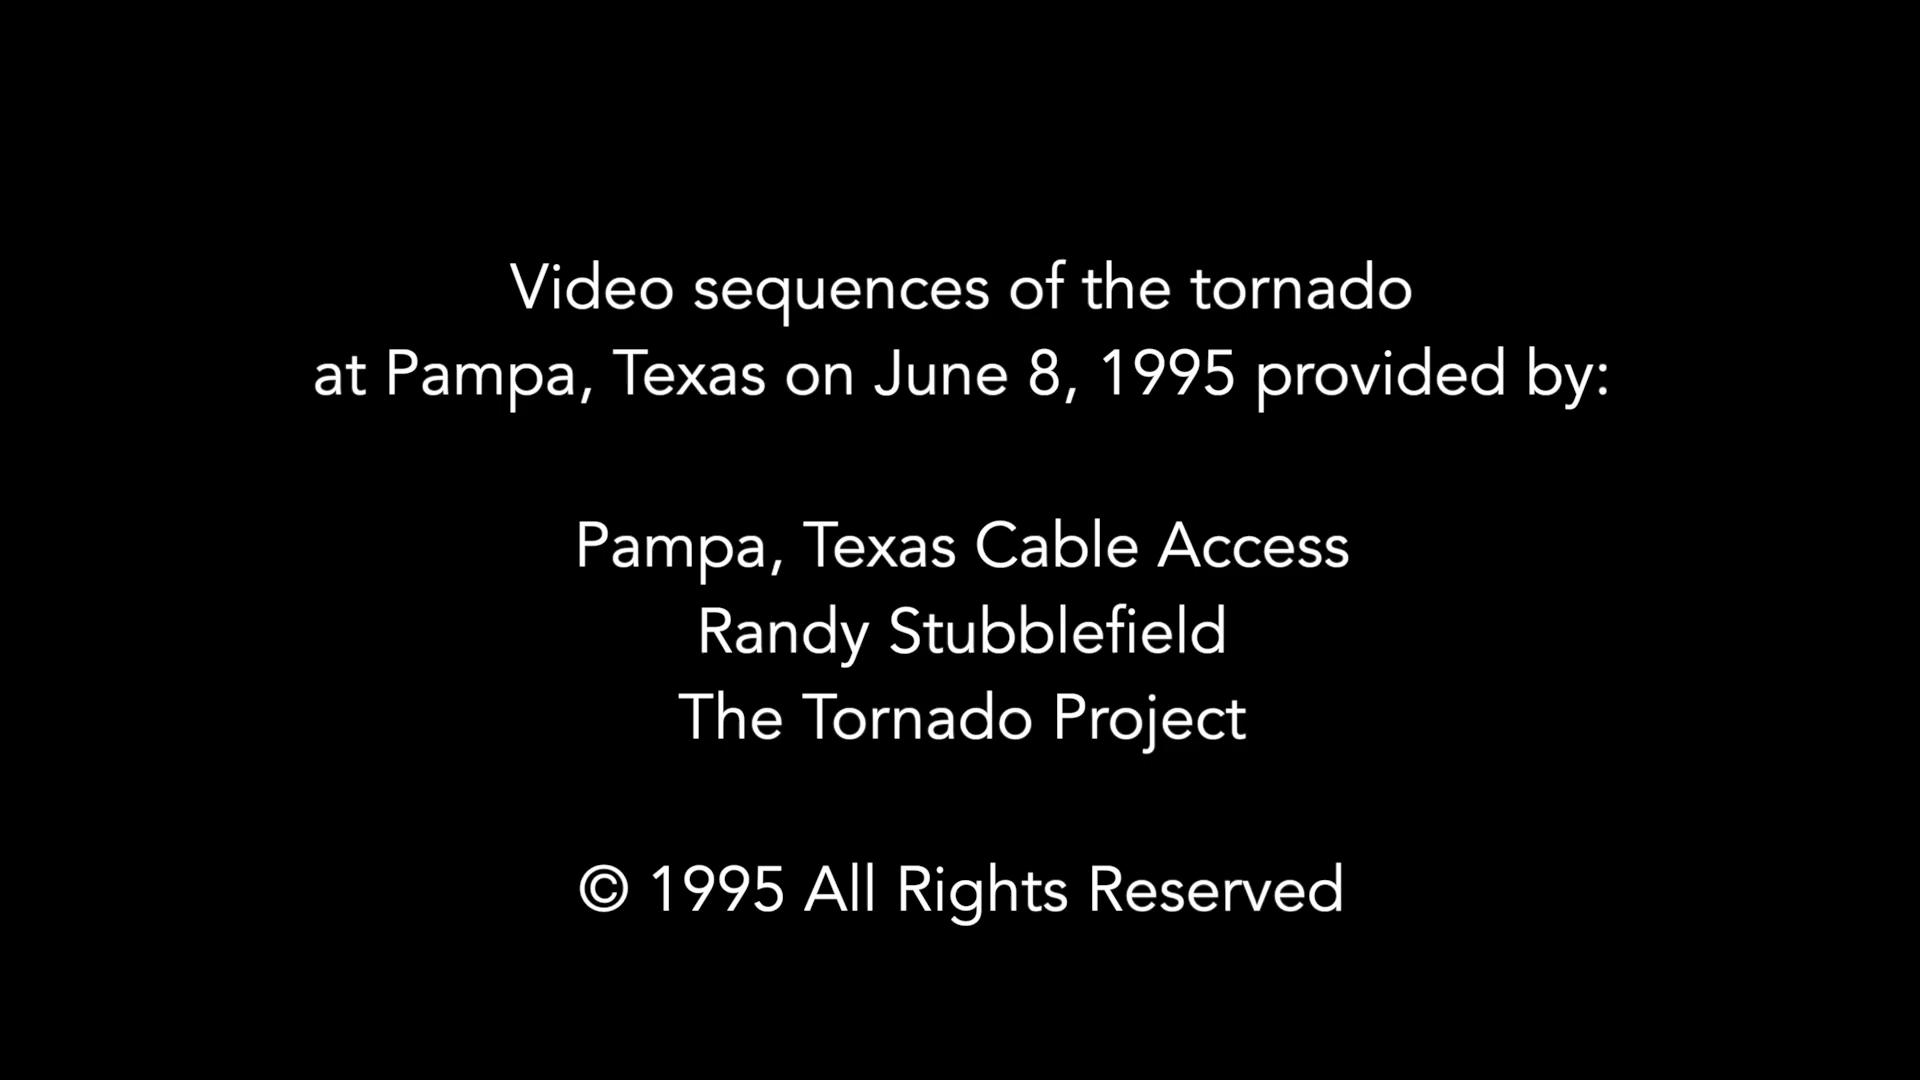 Video sequences of the tornado
at Pampa, Texas on June 8, 1995 provided by:
Pampa, Texas Cable Access
Randy Stubblefield
The Tornado Project
© 1995 All Rights Reserved